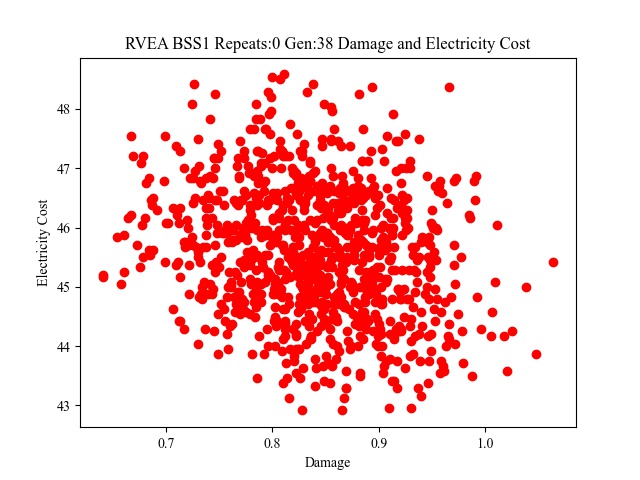 RVEA BSS1 Repeats:0 Gen:38 Damage and Electricity Cost
48
47
46
45
44
43
Electricity Cost
0.7 0.8 0.9 1.0
Damage